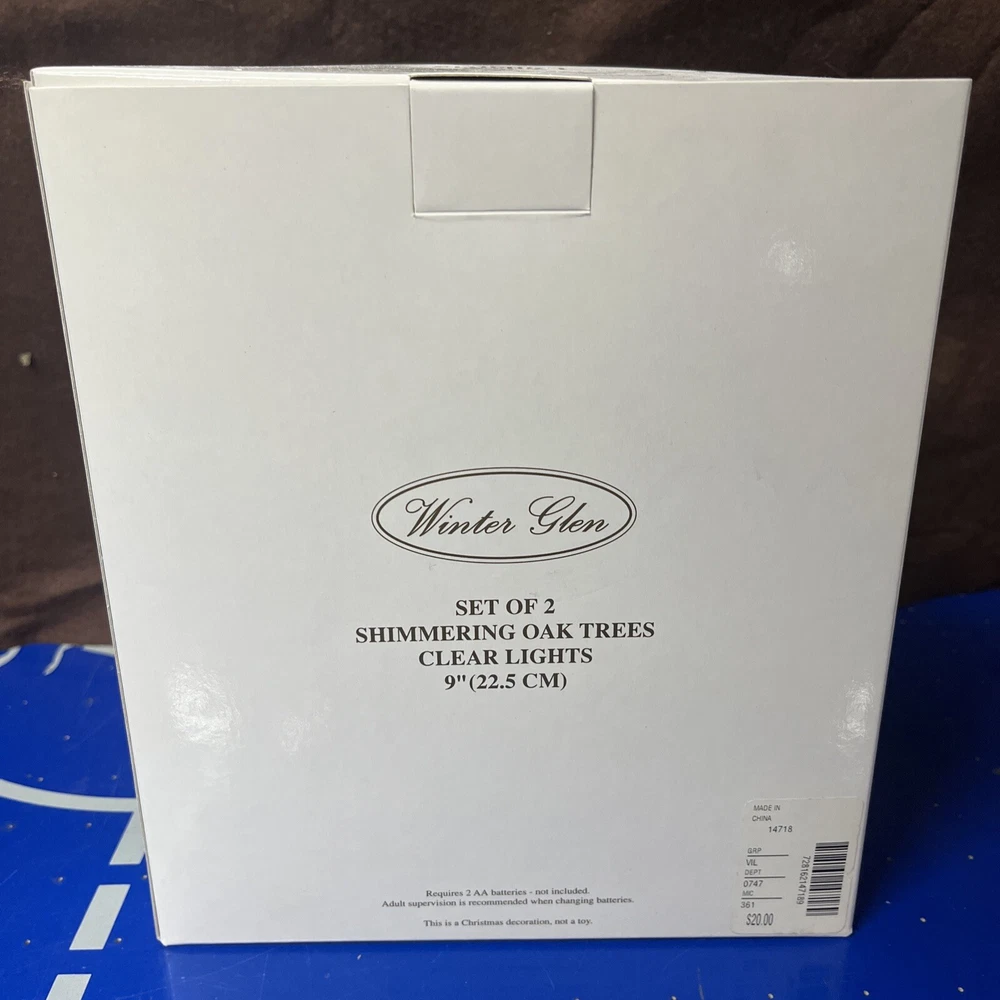 Winter Glen
SET OF 2
SHIMMERING OAK TREES
CLEAR LIGHTS
9" (22.5 CM)
Requires 2 AA batteries - not included.
Adult supervision is recommended when changing batteries.
This is a Christmas decoration, not a toy.
MADE IN
CHINA
14718
GRP
VIL
DEPT
0747
MIC
361
$20.00
728162147189